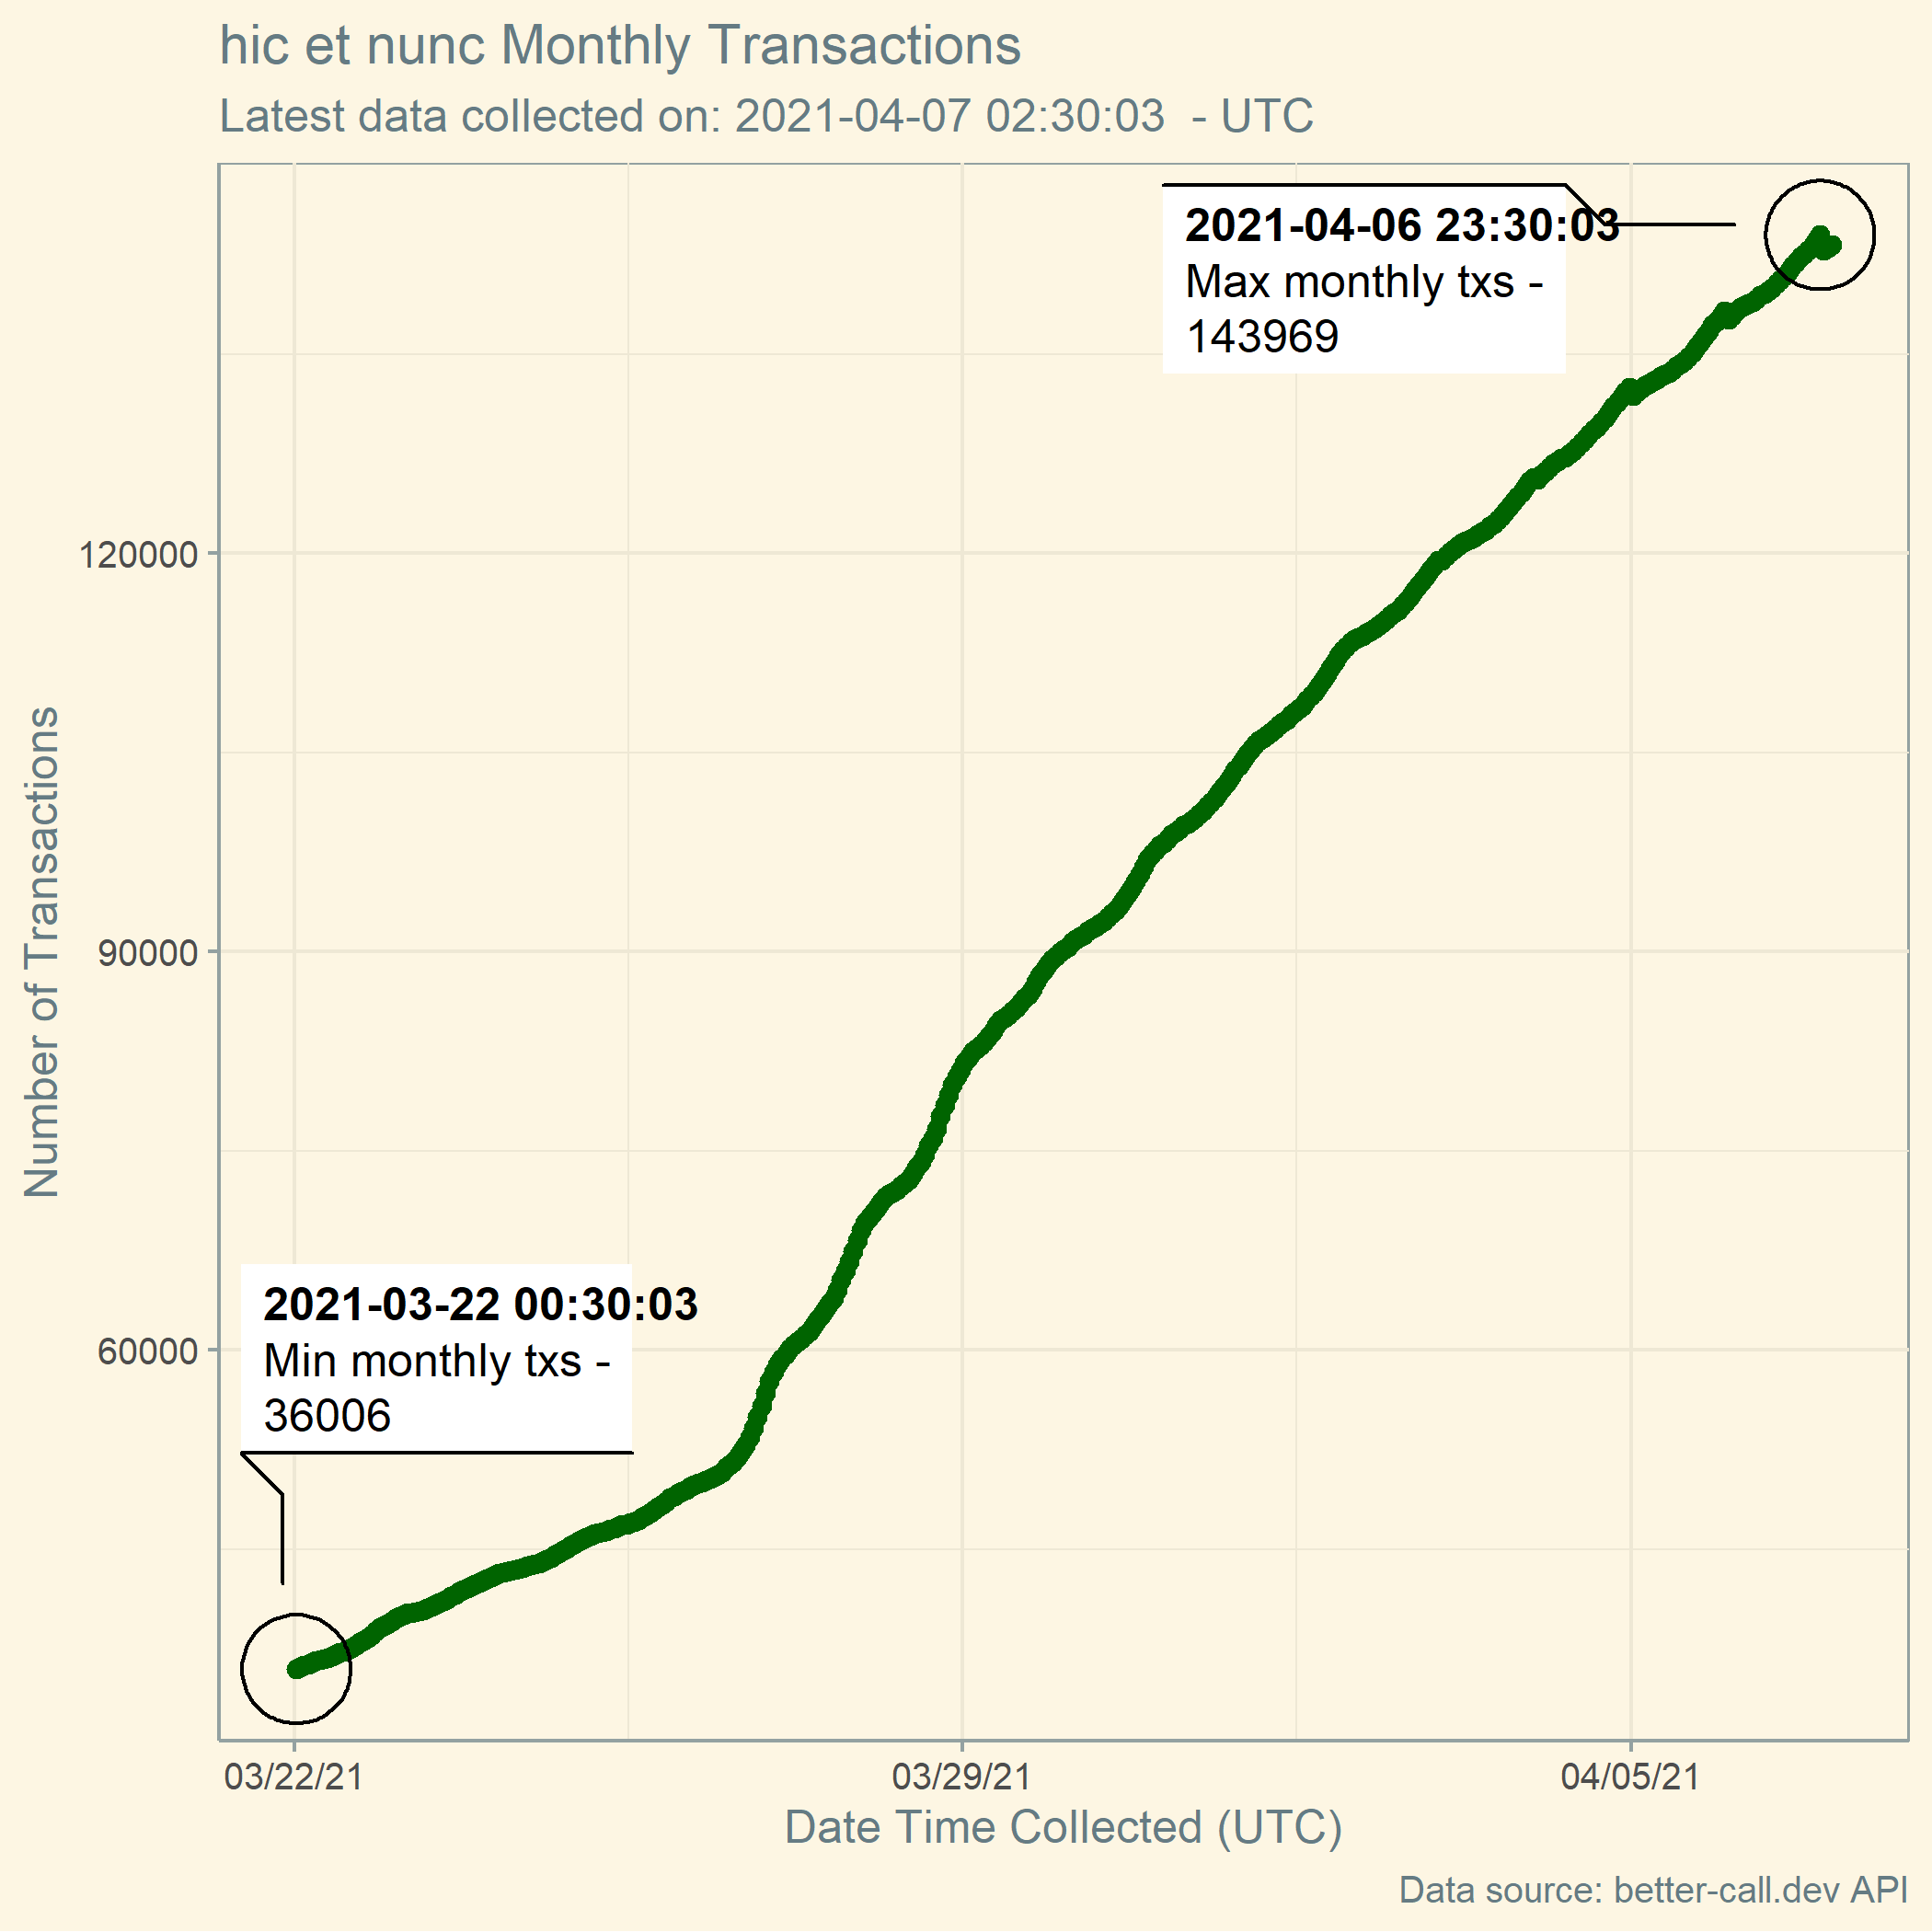 hic et nunc Monthly Transactions
Latest data collected on: 2021-04-07 02:30:03 - UTC
2021-04-06 23:30:03
Max monthly txs -
143969
120000
90000
60000
Number of Transactions
2021-03-22 00:30:03
Min monthly txs -
36006
03/22/21
03/29/21
04/05/21
Date Time Collected (UTC)
Data source: better-call.dev API